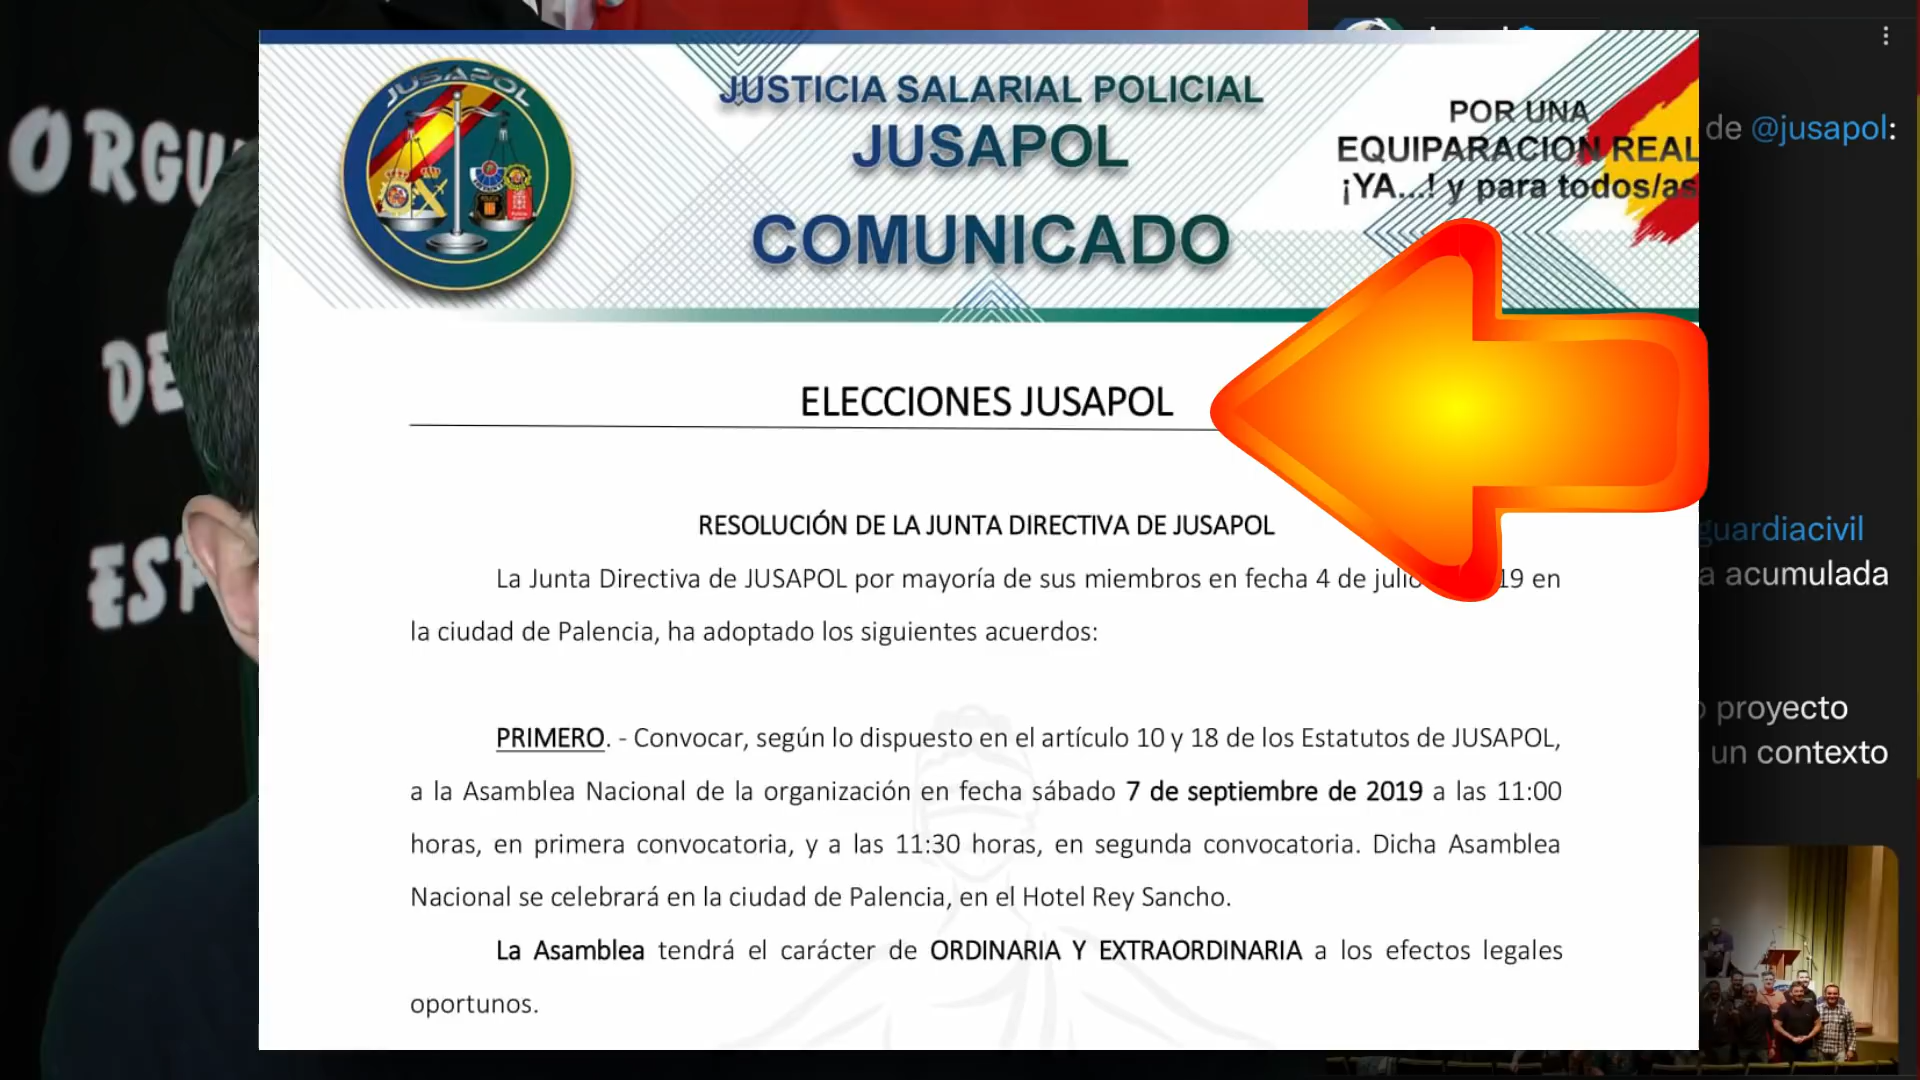 ORGU
DE
ESP
JUSAPOL
JUSTICIA SALARIAL POLICIAL
JUSAPOL
COMUNICADO
POR UNA
EQUIPARACION REAL
¡YA...! y para todos/as
de @jusapol:
ELECCIONES JUSAPOL
RESOLUCIÓN DE LA JUNTA DIRECTIVA DE JUSAPOL
guardiacivil
La Junta Directiva de JUSAPOL por mayoría de sus miembros en fecha 4 de julio 19 en
a acumulada
la ciudad de Palencia, ha adoptado los siguientes acuerdos:
proyecto
un contexto
PRIMERO. - Convocar, según lo dispuesto en el artículo 10 y 18 de los Estatutos de JUSAPOL,
a la Asamblea Nacional de la organización en fecha sábado 7 de septiembre de 2019 a las 11:00
horas, en primera convocatoria, y a las 11:30 horas, en segunda convocatoria. Dicha Asamblea
Nacional se celebrará en la ciudad de Palencia, en el Hotel Rey Sancho.
La Asamblea tendrá el carácter de ORDINARIA Y EXTRAORDINARIA a los efectos legales
oportunos.